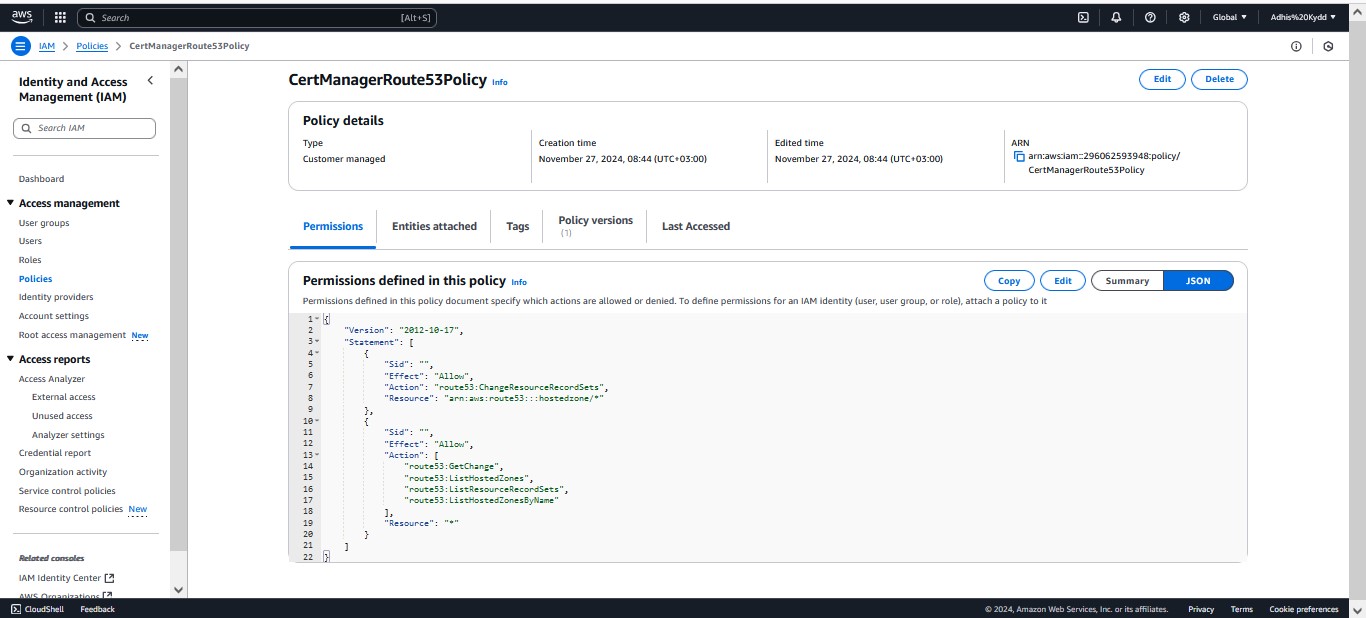 aws
Search [Alt+S]
Global ▼ Adhis%20Kydd ▼
IAM > Policies > CertManagerRoute53Policy
Identity and Access
Management (IAM)
Search IAM
Dashboard
Access management
User groups
Users
Roles
Policies
Identity providers
Account settings
Root access management New
Access reports
Access Analyzer
External access
Unused access
Analyzer settings
Credential report
Organization activity
Service control policies
Resource control policies New
Related consoles
IAM Identity Center
AWS Organizations
CertManagerRoute53Policy Info
Edit Delete
Policy details
Type
Customer managed
Creation time
November 27, 2024, 08:44 (UTC+03:00)
Edited time
November 27, 2024, 08:44 (UTC+03:00)
ARN
arn:aws:iam::296062593948:policy/
CertManagerRoute53Policy
Permissions
Entities attached
Tags
Policy versions
(1)
Last Accessed
Permissions defined in this policy Info
Copy Edit Summary JSON
Permissions defined in this policy document specify which actions are allowed or denied. To define permissions for an IAM identity (user, user group, or role), attach a policy to it
1 {
2 "Version": "2012-10-17",
3 "Statement": [
4 {
5 "Sid": "",
6 "Effect": "Allow",
7 "Action": "route53:ChangeResourceRecordSets",
8 "Resource": "arn:aws:route53:::hostedzone/*"
9 },
10 {
11 "Sid": "",
12 "Effect": "Allow",
13 "Action": [
14 "route53:GetChange",
15 "route53:ListHostedZones",
16 "route53:ListResourceRecordSets",
17 "route53:ListHostedZonesByName"
18 ],
19 "Resource": "*"
20 }
21 ]
22 }
CloudShell Feedback
© 2024, Amazon Web Services, Inc. or its affiliates. Privacy Terms Cookie preferences